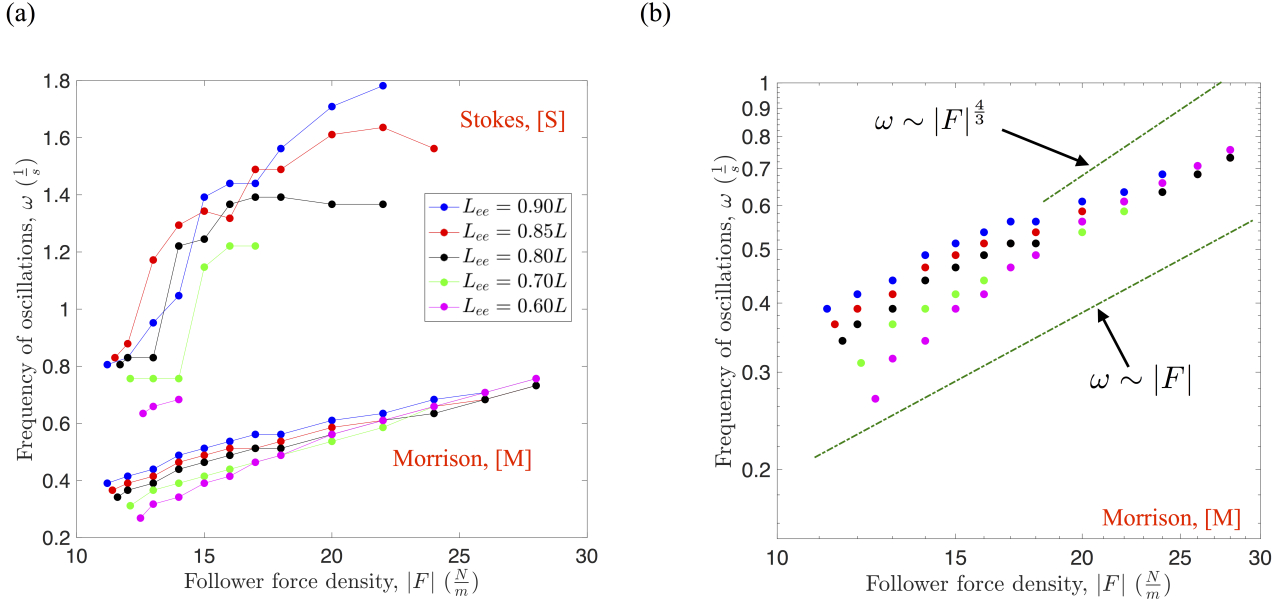 (a)
Stokes, [S]
L_ee = 0.90L
L_ee = 0.85L
L_ee = 0.80L
L_ee = 0.70L
L_ee = 0.60L
Morrison, [M]
Frequency of oscillations, ω (1/s)
1.8
1.6
1.4
1.2
1
0.8
0.6
0.4
0.2
10
15
20
25
30
Follower force density, |F| (N/m)
(b)
ω ∼ |F|^{4/3}
ω ∼ |F|
Morrison, [M]
Frequency of oscillations, ω (1/s)
1
0.9
0.8
0.7
0.6
0.5
0.4
0.3
0.2
10
15
20
25
30
Follower force density, |F| (N/m)